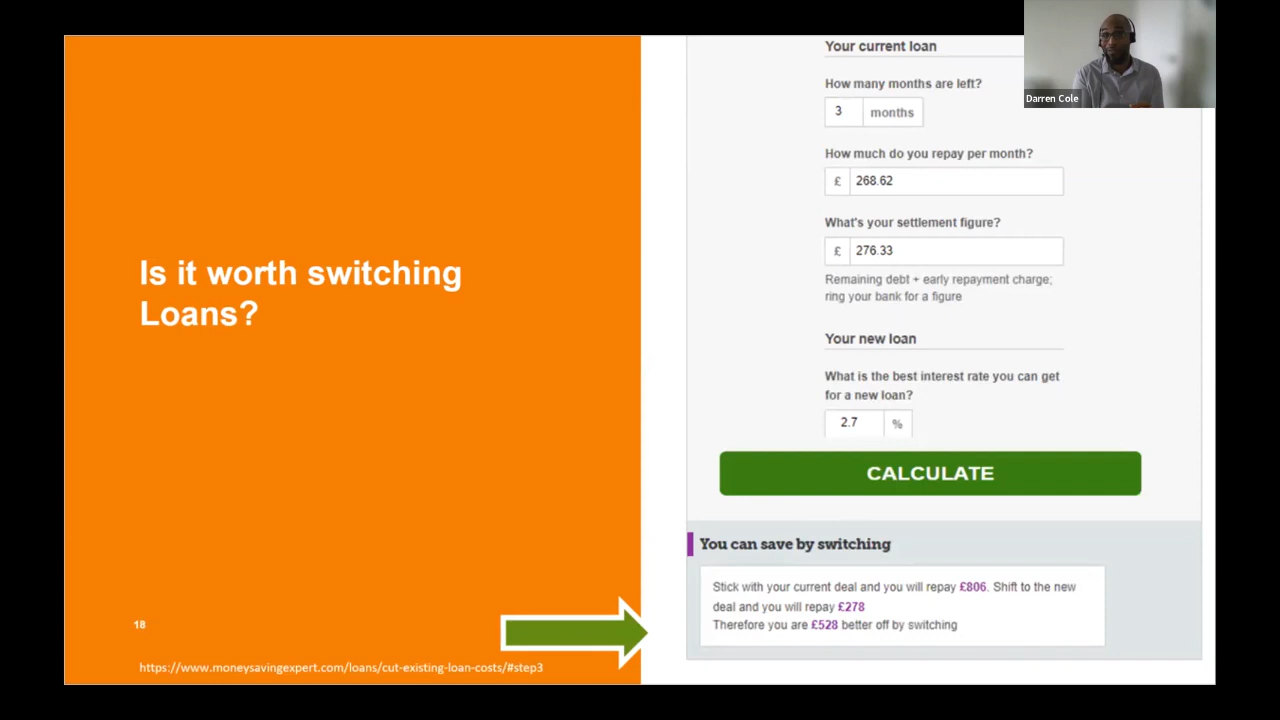 Is it worth switching
Loans?
18
https://www.moneysavingexpert.com/loans/cut-existing-loan-costs/#step3
Your current loan
How many months are left?
3 months
How much do you repay per month?
£ 268.62
What's your settlement figure?
£ 276.33
Remaining debt + early repayment charge;
ring your bank for a figure
Your new loan
What is the best interest rate you can get
for a new loan?
2.7 %
CALCULATE
You can save by switching
Stick with your current deal and you will repay £806. Shift to the new
deal and you will repay £278
Therefore you are £528 better off by switching
Darren Cole